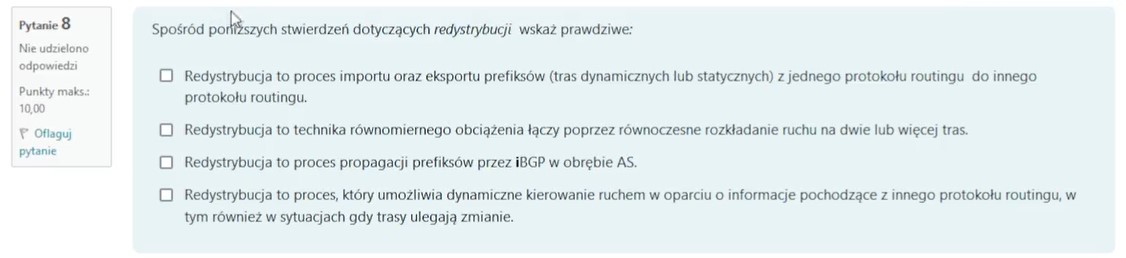 Pytanie 8
Nie udzielono
odpowiedzi
Punkty maks.:
10,00
Oflaguj
pytanie
Spośród poniższych stwierdzeń dotyczących redystrybucji wskaż prawdziwe:
Redystrybucja to proces importu oraz eksportu prefiksów (tras dynamicznych lub statycznych) z jednego protokołu routingu do innego
protokołu routingu.
Redystrybucja to technika równomiernego obciążenia łączy poprzez równoczesne rozkładanie ruchu na dwie lub więcej tras.
Redystrybucja to proces propagacji prefiksów przez iBGP w obrębie AS.
Redystrybucja to proces, który umożliwia dynamiczne kierowanie ruchem w oparciu o informacje pochodzące z innego protokołu routingu, w
tym również w sytuacjach gdy trasy ulegają zmianie.